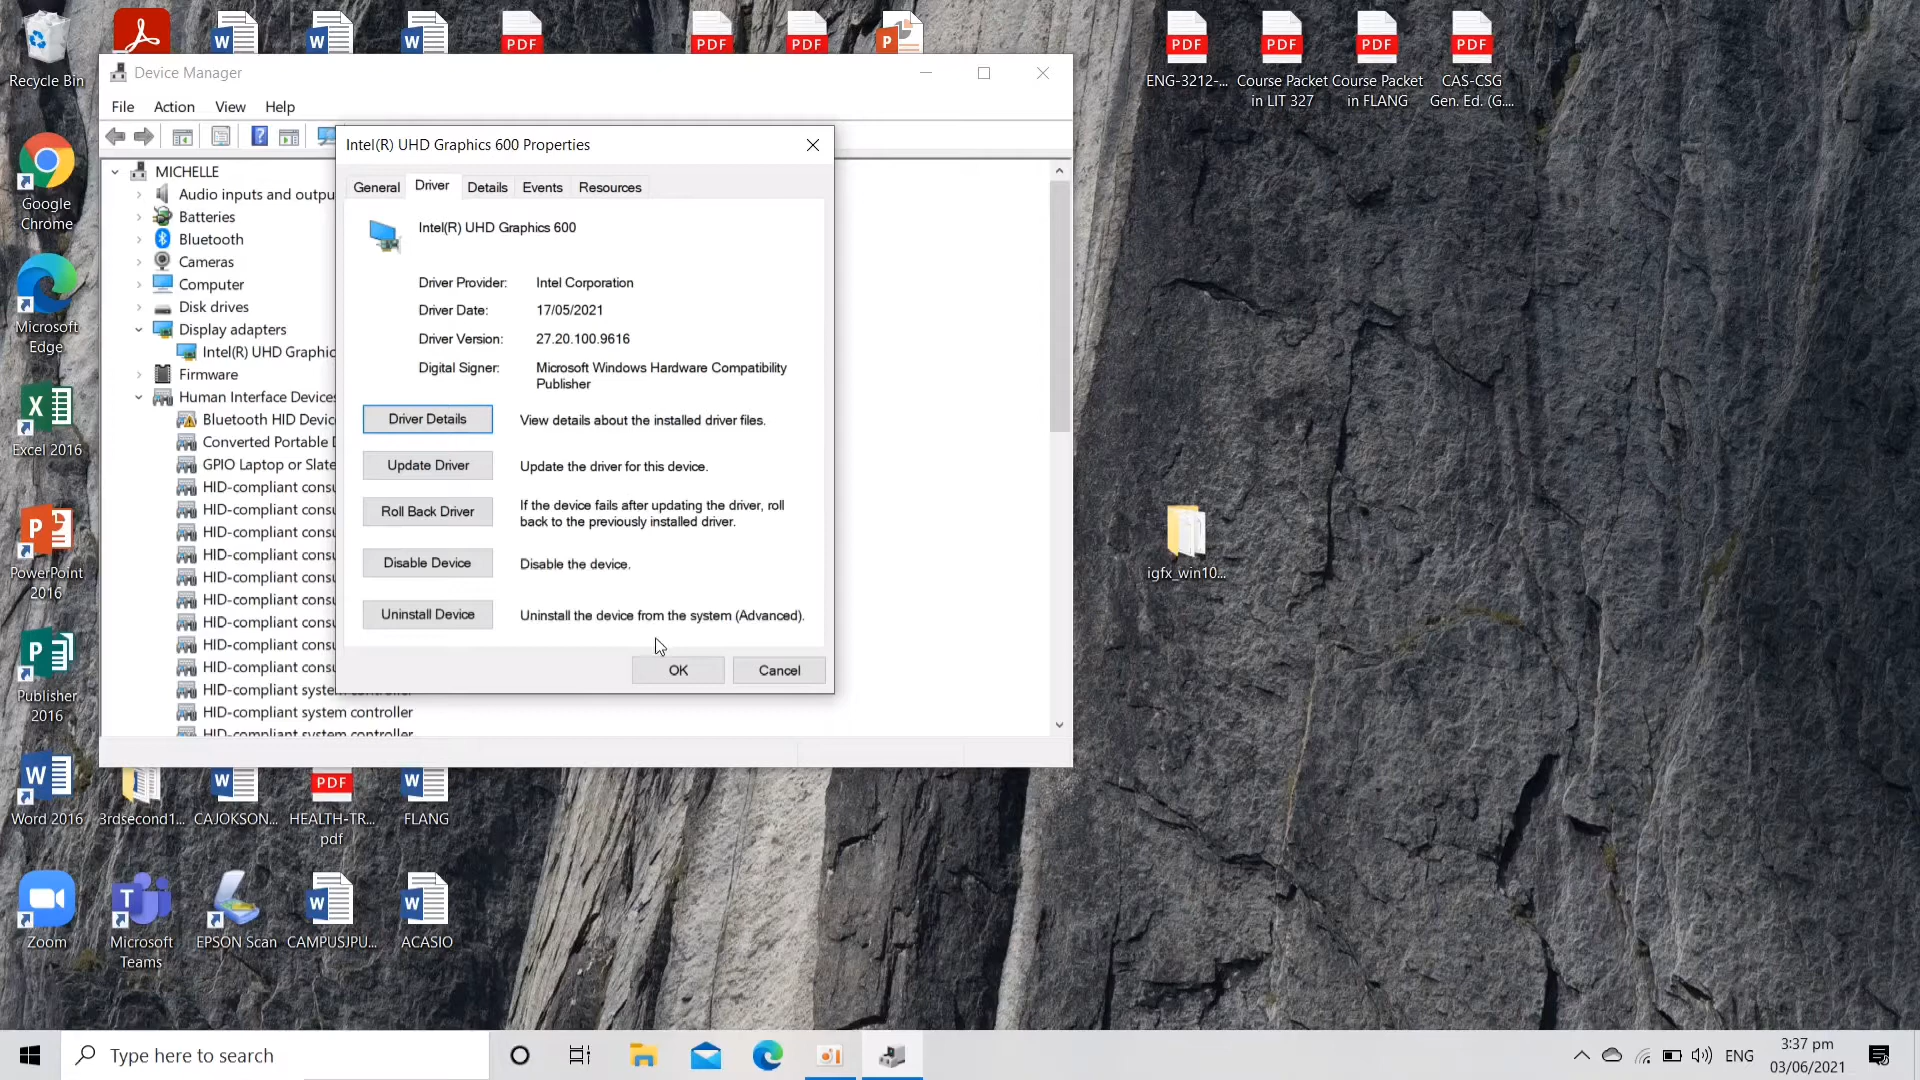 Recycle Bin
PDF
PDF
PDF
PDF
PDF
PDF
PDF
ENG-3212-...
Course Packet
in LIT 327
Course Packet
in FLANG
CAS-CSG
Gen. Ed. (G....
Device Manager
File Action View Help
MICHELLE
Audio inputs and outpu
Batteries
Bluetooth
Cameras
Computer
Disk drives
Display adapters
Intel(R) UHD Graphic
Firmware
Human Interface Devices
Bluetooth HID Devic
Converted Portable D
GPIO Laptop or Slate
HID-compliant consu
HID-compliant consu
HID-compliant consu
HID-compliant consu
HID-compliant consu
HID-compliant consu
HID-compliant consu
HID-compliant consu
HID-compliant consu
HID-compliant system controller
HID-compliant system controller
HID-compliant system controller
Intel(R) UHD Graphics 600 Properties
General Driver Details Events Resources
Intel(R) UHD Graphics 600
Driver Provider: Intel Corporation
Driver Date: 17/05/2021
Driver Version: 27.20.100.9616
Digital Signer: Microsoft Windows Hardware Compatibility
Publisher
Driver Details View details about the installed driver files.
Update Driver Update the driver for this device.
Roll Back Driver If the device fails after updating the driver, roll
back to the previously installed driver.
Disable Device Disable the device.
Uninstall Device Uninstall the device from the system (Advanced).
OK Cancel
Google
Chrome
Microsoft
Edge
Excel 2016
PowerPoint
2016
Publisher
2016
Word 2016
igfx_win10...
3rdsecond1...
CAJOKSON...
PDF
HEALTH-TR...
pdf
FLANG
Zoom
Microsoft
Teams
EPSON Scan
CAMPUSJPU...
ACASIO
Type here to search
ENG
3:37 pm
03/06/2021